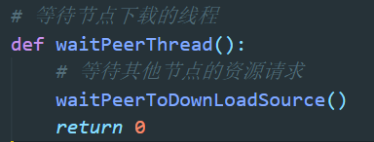 # 等待节点下载的线程
def waitPeerThread():
    # 等待其他节点的资源请求
    waitPeerToDownLoadSource()
    return 0